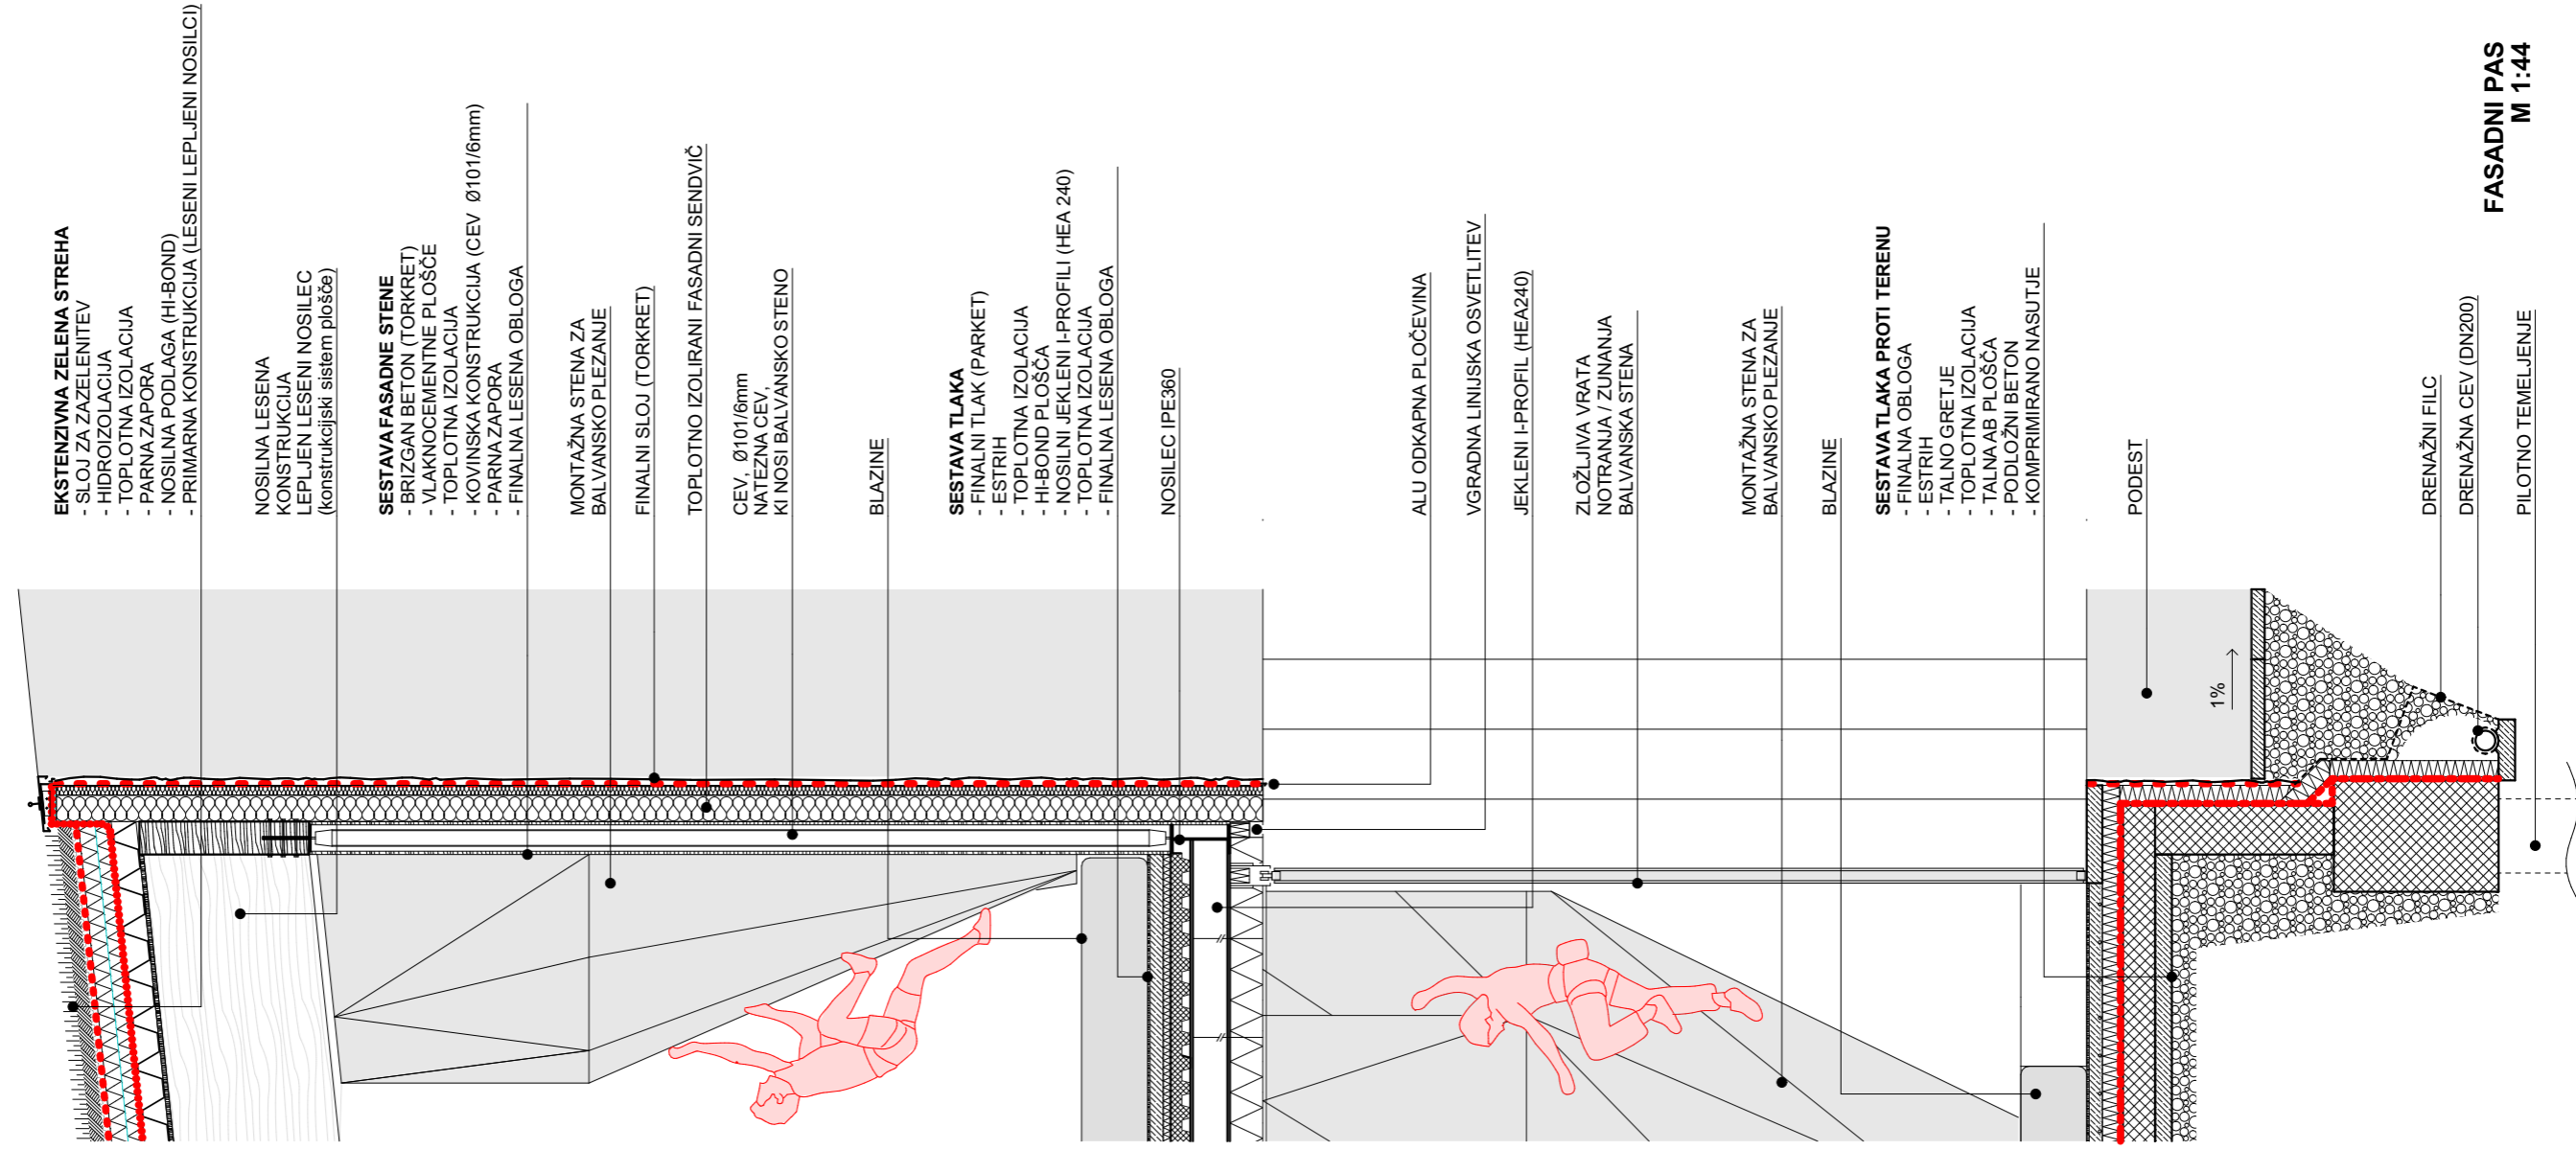 EKSTENZIVNA ZELENA STREHA
- SLOJ ZA ZAZELENITEV
- HIDROIZOLACIJA
- TOPLOTNA IZOLACIJA
- PARNA ZAPORA
- NOSILNA PODLAGA (HI-BOND)
- PRIMARNA KONSTRUKCIJA (LESENI LEPLJENI NOSILCI)
NOSILNA LESENA
KONSTRUKCIJA
LEPLJEN LESENI NOSILEC
(konstrukcijski sistem plošče)
SESTAVA FASADNE STENE
- BRIZGAN BETON (TORKRET)
- VLAKNOCEMENTNE PLOŠČE
- TOPLOTNA IZOLACIJA
- KOVINSKA KONSTRUKCIJA (CEV Ø101/6mm)
- PARNA ZAPORA
- FINALNA LESENA OBLOGA
MONTAŽNA STENA ZA
BALVANSKO PLEZANJE
FINALNI SLOJ (TORKRET)
TOPLOTNO IZOLIRANI FASADNI SENDVIČ
CEV, Ø101/6mm
NATEZNA CEV,
KI NOSI BALVANSKO STENO
BLAZINE
SESTAVA TLAKA
- FINALNI TLAK (PARKET)
- ESTRIH
- TOPLOTNA IZOLACIJA
- HI-BOND PLOŠČA
- NOSILNI JEKLENI I-PROFILI (HEA 240)
- TOPLOTNA IZOLACIJA
- FINALNA LESENA OBLOGA
NOSILEC IPE360
ALU ODKAPNA PLOČEVINA
VGRADNA LINIJSKA OSVETLITEV
JEKLENI I-PROFIL (HEA240)
ZLOŽLJIVA VRATA
NOTRANJA / ZUNANJA
BALVANSKA STENA
MONTAŽNA STENA ZA
BALVANSKO PLEZANJE
BLAZINE
SESTAVA TLAKA PROTI TERENU
- FINALNA OBLOGA
- ESTRIH
- TALNO GRETJE
- TOPLOTNA IZOLACIJA
- TALNA AB PLOŠČA
- PODLOŽNI BETON
- KOMPRIMIRANO NASUTJE
PODEST
1%
DRENAŽNI FILC
DRENAŽNA CEV (DN200)
PILOTNO TEMELJENJE
FASADNI PAS
M 1:44